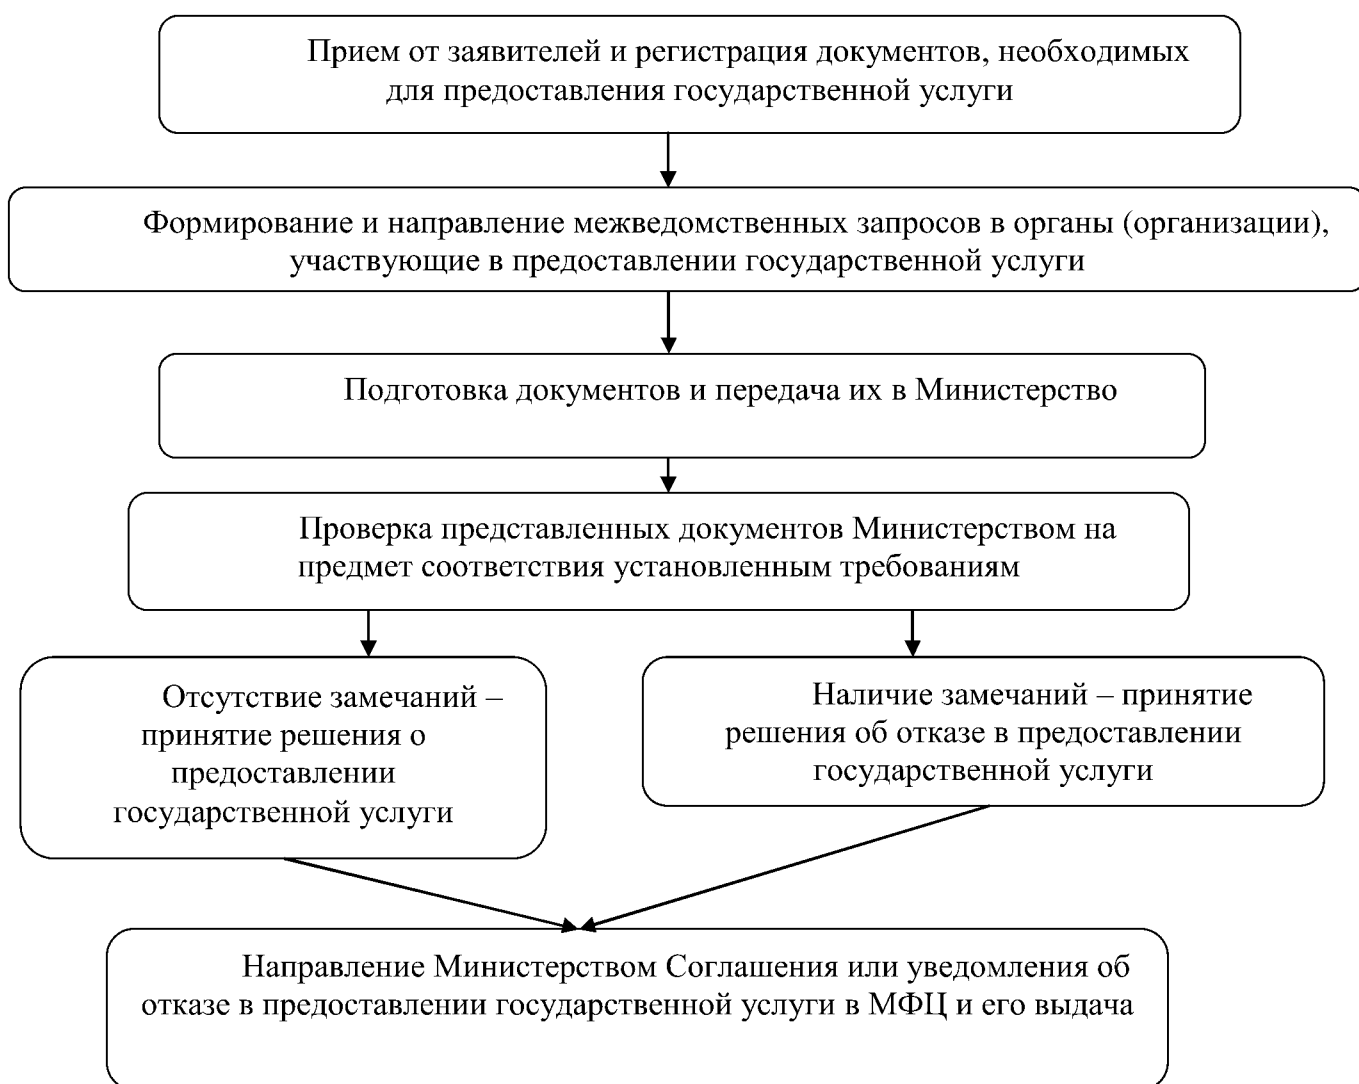 Прием от заявителей и регистрация документов, необходимых
для предоставления государственной услуги
Формирование и направление межведомственных запросов в органы (организации),
участвующие в предоставлении государственной услуги
Подготовка документов и передача их в Министерство
Проверка представленных документов Министерством на
предмет соответствия установленным требованиям
Отсутствие замечаний –
принятие решения о
предоставлении
государственной услуги
Наличие замечаний – принятие
решения об отказе в предоставлении
государственной услуги
Направление Министерством Соглашения или уведомления об
отказе в предоставлении государственной услуги в МФЦ и его выдача